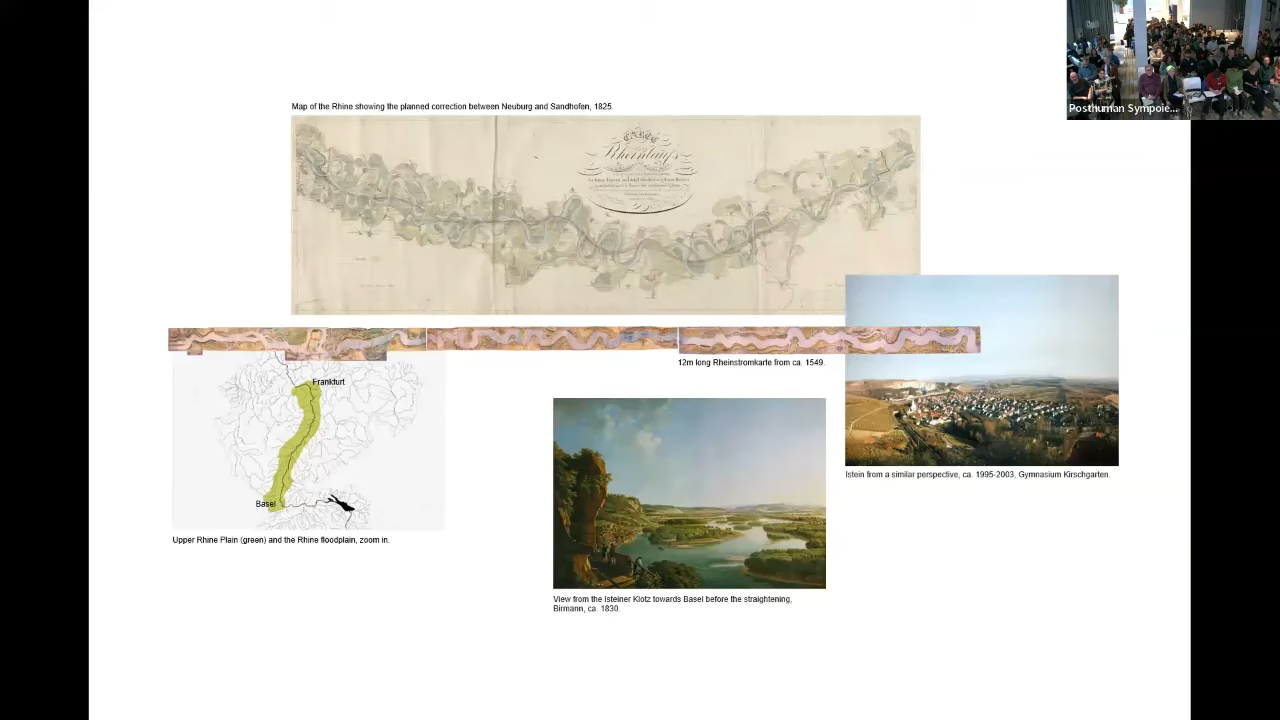 Posthuman Sympoie...
Map of the Rhine showing the planned correction between Neuburg and Sandhofen, 1825.
Rheinlaufs
12m long Rheinstromkarte from ca. 1549.
Frankfurt
Basel
Istein from a similar perspective, ca. 1995-2003, Gymnasium Kirschgarten.
Upper Rhine Plain (green) and the Rhine floodplain, zoom in.
View from the Isteiner Klotz towards Basel before the straightening,
Birmann, ca. 1830.